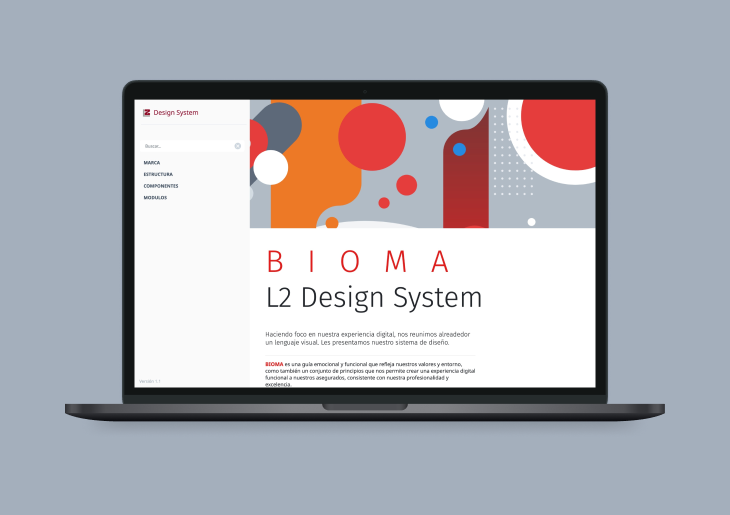 Design System
Buscar...
MARCA
ESTRUCTURA
COMPONENTES
MODULOS
Versión 1.1
BIOMA
L2 Design System
Haciendo foco en nuestra experiencia digital, nos reunimos alreadedor
un lenguaje visual. Les presentamos nuestro sistema de diseño.
BIOMA es una guía emocional y funcional que refleja nuestros valores y entorno,
como también un conjunto de principios que nos permite crear una experiencia digital
funcional a nuestros asegurados, consistente con nuestra profesionalidad y
excelencia.